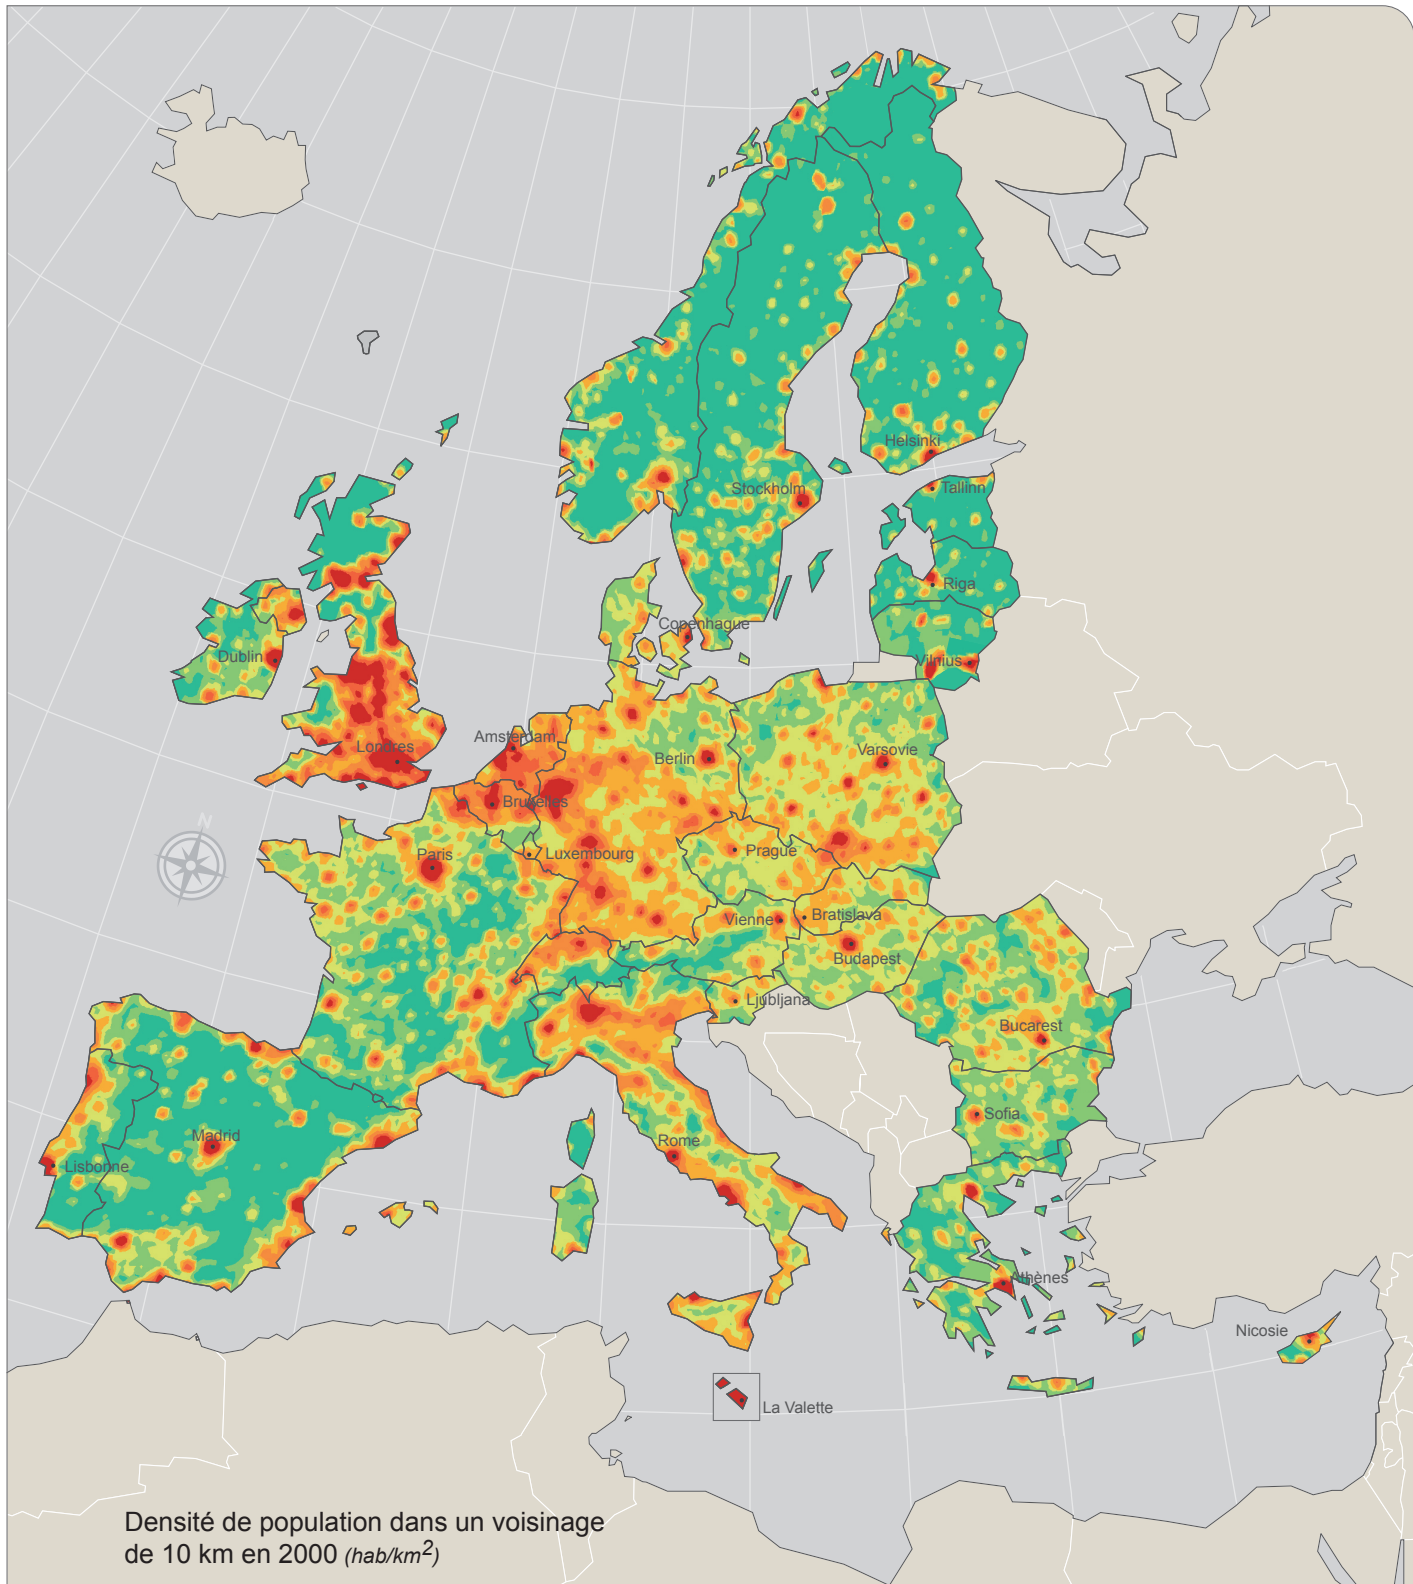 Helsinki
Stockholm
Tallinn
Riga
Copenhague
Dublin
Vilnius
Amsterdam
Londres
Berlin
Varsovie
Bruxelles
N
Paris
Luxembourg
Prague
Vienne
Bratislava
Budapest
Ljubljana
Bucarest
Sofia
Madrid
Rome
Lisbonne
Athènes
Nicosie
La Valette
Densité de population dans un voisinage
de 10 km en 2000 (hab/km²)